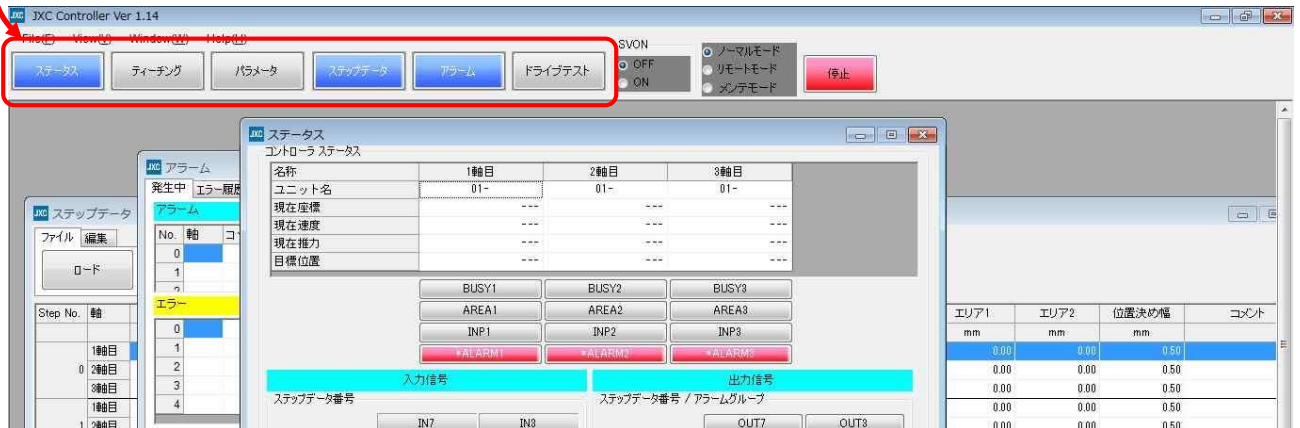 JXC Controller Ver 1.14
File(F) View(V) Window(W) Help(H)
ステータス ティーチング パラメータ ステップデータ アラーム ドライブテスト
SVON
OFF
ON
ノーマルモード
リモートモード
メンテモード
停止
JXC ステップデータ
ファイル 編集
ロード
Step No. 軸
1軸目
0 2軸目
3軸目
1軸目
1 2軸目
JXC アラーム
発生中 エラー履歴
アラーム
No. 軸
0
1
エラー
0
1
2
3
4
JXC ステータス
コントローラ ステータス
名称 1軸目 2軸目 3軸目
ユニット名 01- 01- 01-
現在座標 --- --- ---
現在速度 --- --- ---
現在推力 --- --- ---
目標位置 --- --- ---
BUSY1 BUSY2 BUSY3
AREA1 AREA2 AREA3
INP1 INP2 INP3
*ALARM1 *ALARM2 *ALARM3
入力信号 出力信号
ステップデータ番号 ステップデータ番号 / アラームグループ
IN7 IN3 OUT7 OUT3
エリア1 エリア2 位置決め幅 コメント
mm mm mm
0.00 0.00 0.50
0.00 0.00 0.50
0.00 0.00 0.50
0.00 0.00 0.50
0.00 0.00 0.50